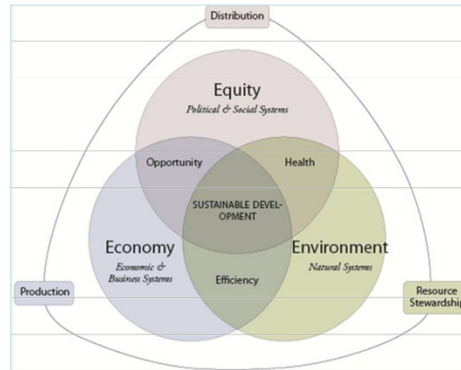 Distribution
Equity
Political & Social Systems
Opportunity
Health
SUSTAINABLE DEVEL-
OPMENT
Economy
Economic &
Business Systems
Environment
Natural Systems
Efficiency
Production
Resource
Stewardship